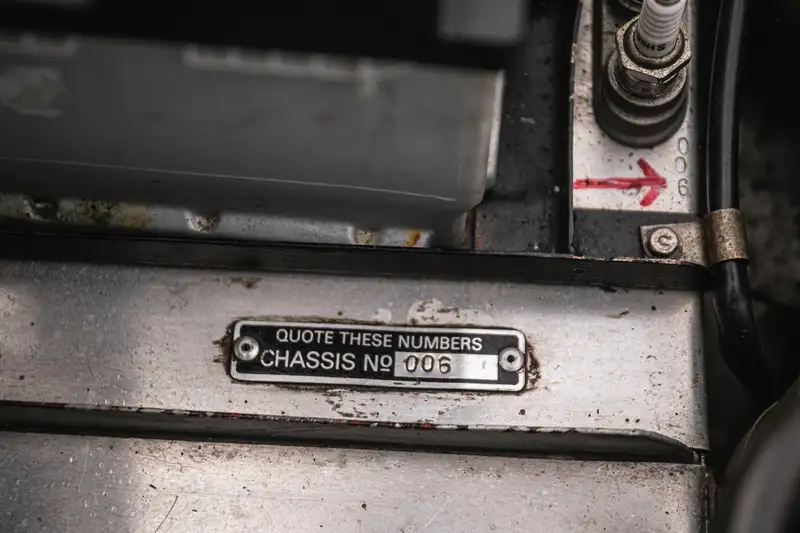 QUOTE THESE NUMBERS
CHASSIS Nº 006
006